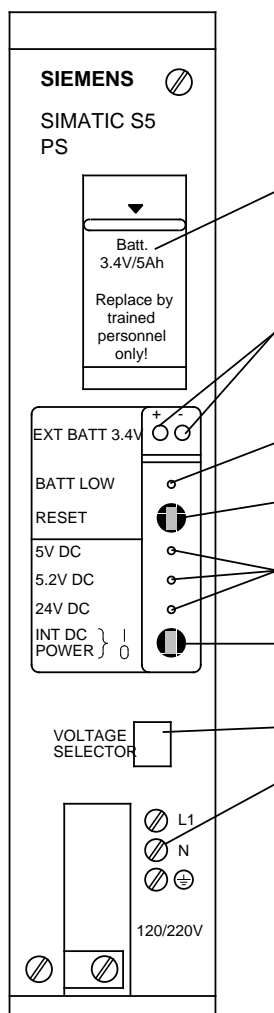 SIEMENS
SIMATIC S5
PS
Batt.
3.4V/5Ah
Replace by
trained
personnel
only!
+ -
EXT BATT 3.4V
BATT LOW
RESET
5V DC
5.2V DC
24V DC
INT DC
POWER } I
0
VOLTAGE
SELECTOR
L1
N
120/220V